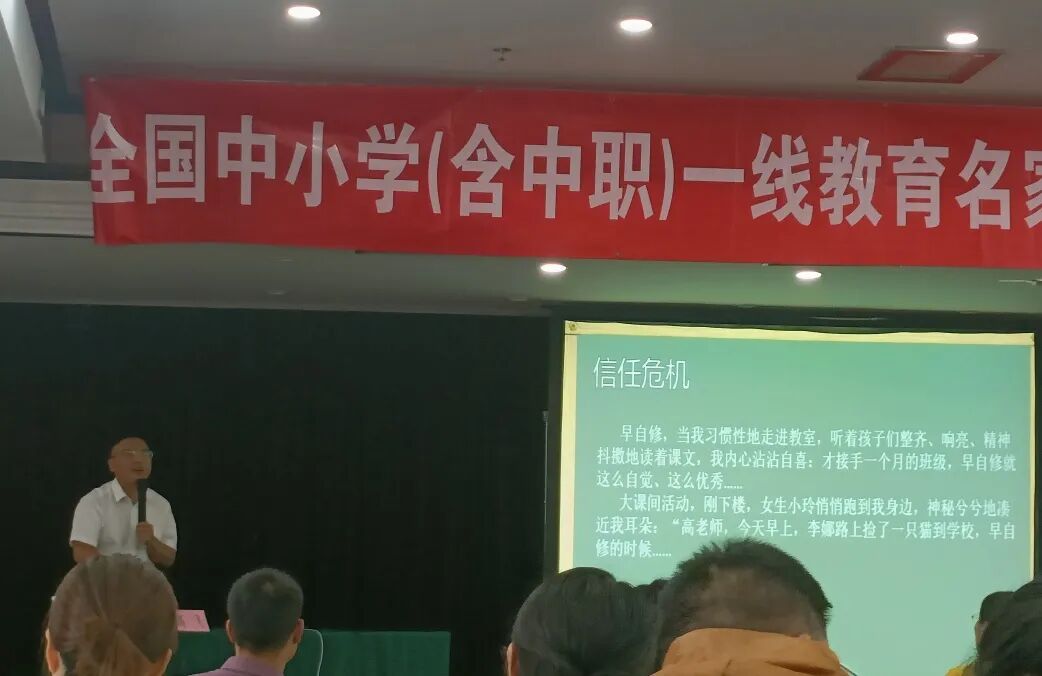 全国中小学(含中职)一线教育名家
信任危机
早自修，当我习惯性地走进教室，听着孩子们整齐、响亮、精神
抖擞地读着课文，我内心沾沾自喜：才接手一个月的班级，早自修就
这么自觉、这么优秀……
大课间活动，刚下楼，女生小玲悄悄跑到我身边，神秘兮兮地凑
近我耳朵：“高老师，今天早上，李娜路上捡了一只猫到学校，早自
修的时候……